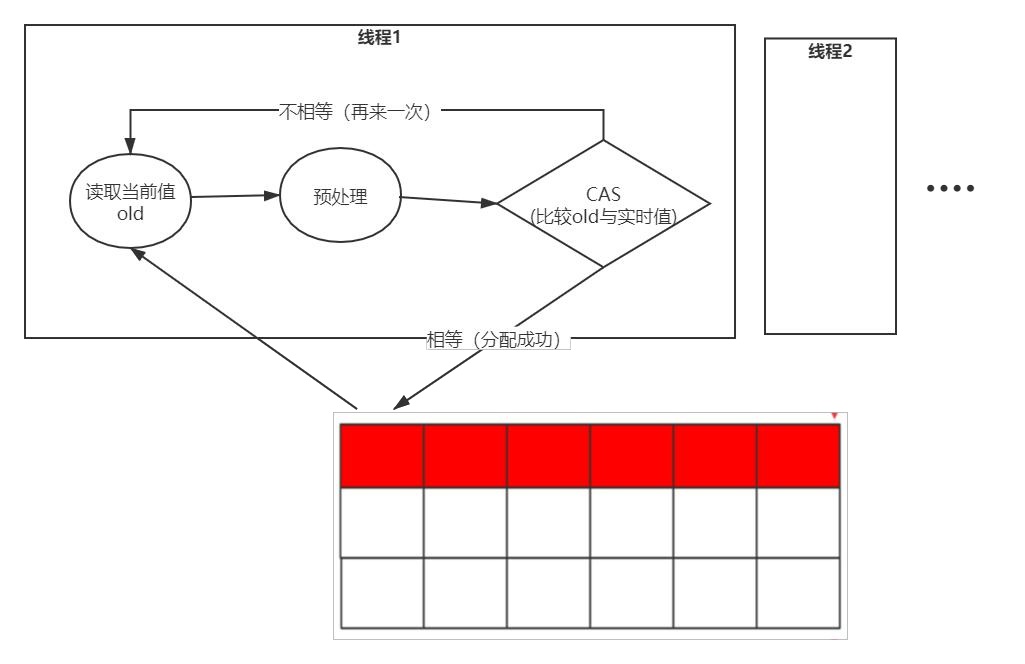 线程1
线程2
不相等（再来一次）
读取当前值
old
预处理
CAS
(比较old与实时值)
相等（分配成功）